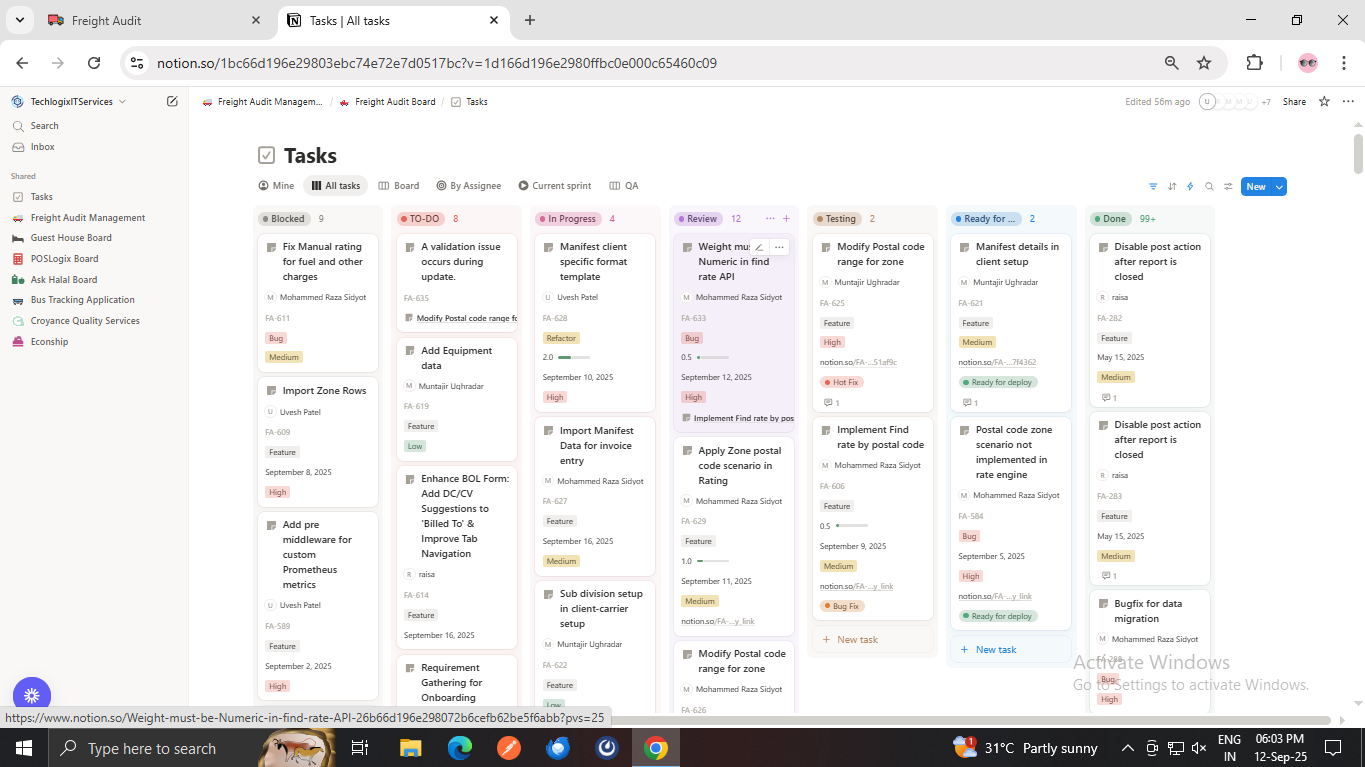 Freight Audit
Tasks | All tasks
notion.so/1bc66d196e29803ebc74e72e7d0517bc?v=1d166d196e2980ffbc0e000c65460c09
TechlogixITServices
Search
Inbox
Shared
Tasks
Freight Audit Management
Guest House Board
POSLogix Board
Ask Halal Board
Bus Tracking Application
Croyance Quality Services
Econship
Freight Audit Managem... / Freight Audit Board / Tasks
Edited 56m ago
U R M M U +7 Share
Tasks
Mine All tasks Board By Assignee Current sprint QA
New
Blocked 9
Fix Manual rating
for fuel and other
charges
M Mohammed Raza Sidyot
FA-611
Bug
Medium
Import Zone Rows
U Uvesh Patel
FA-609
Feature
September 8, 2025
High
Add pre
middleware for
custom
Prometheus
metrics
U Uvesh Patel
FA-589
Feature
September 2, 2025
High
TO-DO 8
A validation issue
occurs during
update.
FA-635
Modify Postal code range fo
Add Equipment
data
M Muntajir Ughradar
FA-619
Feature
Low
Enhance BOL Form:
Add DC/CV
Suggestions to
'Billed To' &
Improve Tab
Navigation
R raisa
FA-614
Feature
September 16, 2025
Requirement
Gathering for
Onboarding
In Progress 4
Manifest client
specific format
template
U Uvesh Patel
FA-628
Refactor
2.0
September 10, 2025
High
Import Manifest
Data for invoice
entry
M Mohammed Raza Sidyot
FA-627
Feature
September 16, 2025
Medium
Sub division setup
in client-carrier
setup
M Muntajir Ughradar
FA-622
Feature
Low
Review 12
Weight mus
Numeric in find
rate API
M Mohammed Raza Sidyot
FA-633
Bug
0.5
September 12, 2025
High
Implement Find rate by pos
Apply Zone postal
code scenario in
Rating
M Mohammed Raza Sidyot
FA-629
Feature
1.0
September 11, 2025
Medium
notion.so/FA-...y_link
Modify Postal code
range for zone
M Mohammed Raza Sidyot
FA-626
Testing 2
Modify Postal code
range for zone
M Muntajir Ughradar
FA-625
Feature
High
notion.so/FA-...51af9c
Hot Fix
1
Implement Find
rate by postal code
M Mohammed Raza Sidyot
FA-606
Feature
0.5
September 9, 2025
Medium
notion.so/FA-...y_link
Bug Fix
New task
Ready for ... 2
Manifest details in
client setup
M Muntajir Ughradar
FA-621
Feature
Medium
notion.so/FA-...7f4362
Ready for deploy
1
Postal code zone
scenario not
implemented in
rate engine
M Mohammed Raza Sidyot
FA-584
Bug
September 5, 2025
High
notion.so/FA-...y_link
Ready for deploy
New task
Done 99+
Disable post action
after report is
closed
R raisa
FA-282
Feature
May 15, 2025
Medium
1
Disable post action
after report is
closed
R raisa
FA-283
Feature
May 15, 2025
Medium
1
Bugfix for data
migration
M Mohammed Raza Sidyot
Bug
High
Activate Windows
Go to Settings to activate Windows.
https://www.notion.so/Weight-must-be-Numeric-in-find-rate-API-26b66d196e298072b6cefb62be5f6abb?pvs=25
Type here to search
1
31°C Partly sunny
ENG
IN
06:03 PM
12-Sep-25